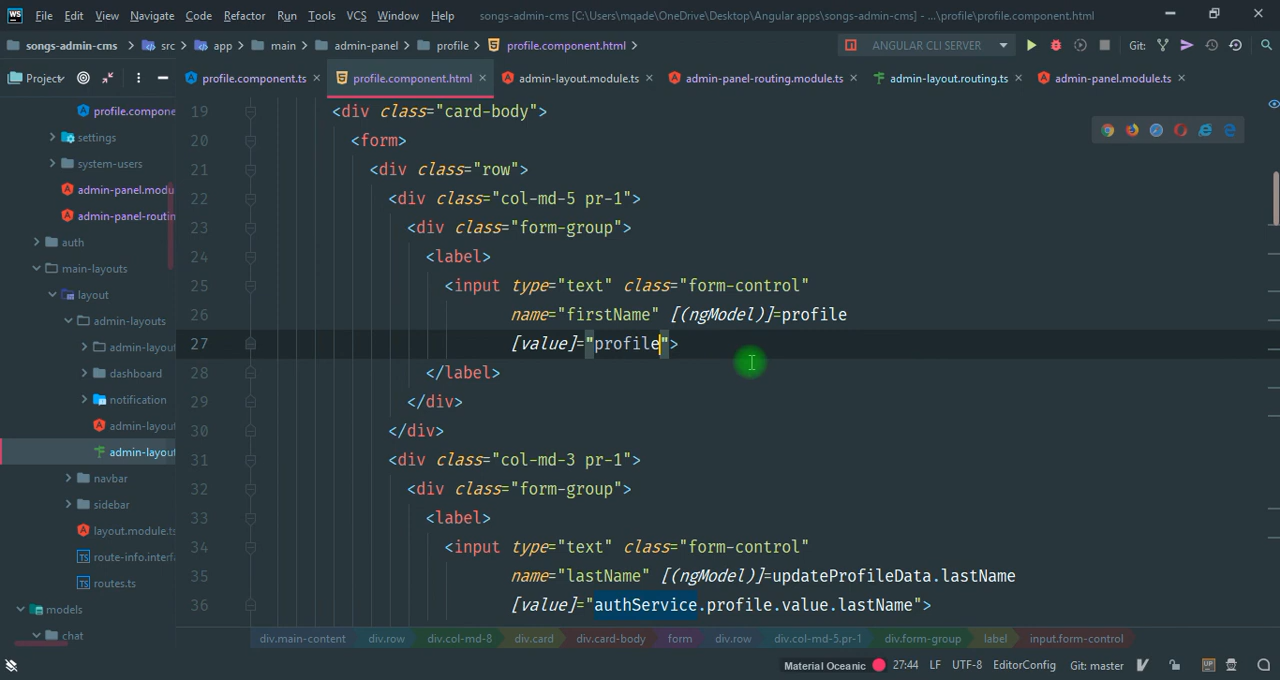 File Edit View Navigate Code Refactor Run Tools VCS Window Help songs-admin-cms [C:\Users\mqade\OneDrive\Desktop\Angular apps\songs-admin-cms] - ...\profile\profile.component.html
songs-admin-cms src app main admin-panel profile profile.component.html ANGULAR CLI SERVER Git:
Project profile.component.ts profile.component.html admin-layout.module.ts admin-panel-routing.module.ts admin-layout.routing.ts admin-panel.module.ts
profile.compone
settings
system-users
admin-panel.modu
admin-panel-routin
auth
main-layouts
layout
admin-layouts
admin-layou
dashboard
notification
admin-layou
admin-layou
navbar
sidebar
layout.module.ts
route-info.interf
routes.ts
models
chat
19 <div class="card-body">
20 <form>
21 <div class="row">
22 <div class="col-md-5 pr-1">
23 <div class="form-group">
24 <label>
25 <input type="text" class="form-control"
26 name="firstName" [(ngModel)]=profile
27 [value]="profile">
28 </label>
29 </div>
30 </div>
31 <div class="col-md-3 pr-1">
32 <div class="form-group">
33 <label>
34 <input type="text" class="form-control"
35 name="lastName" [(ngModel)]=updateProfileData.lastName
36 [value]="authService.profile.value.lastName">
div.main-content div.row div.col-md-8 div.card div.card-body form div.row div.col-md-5.pr-1 div.form-group label input.form-control
Material Oceanic 27:44 LF UTF-8 EditorConfig Git: master